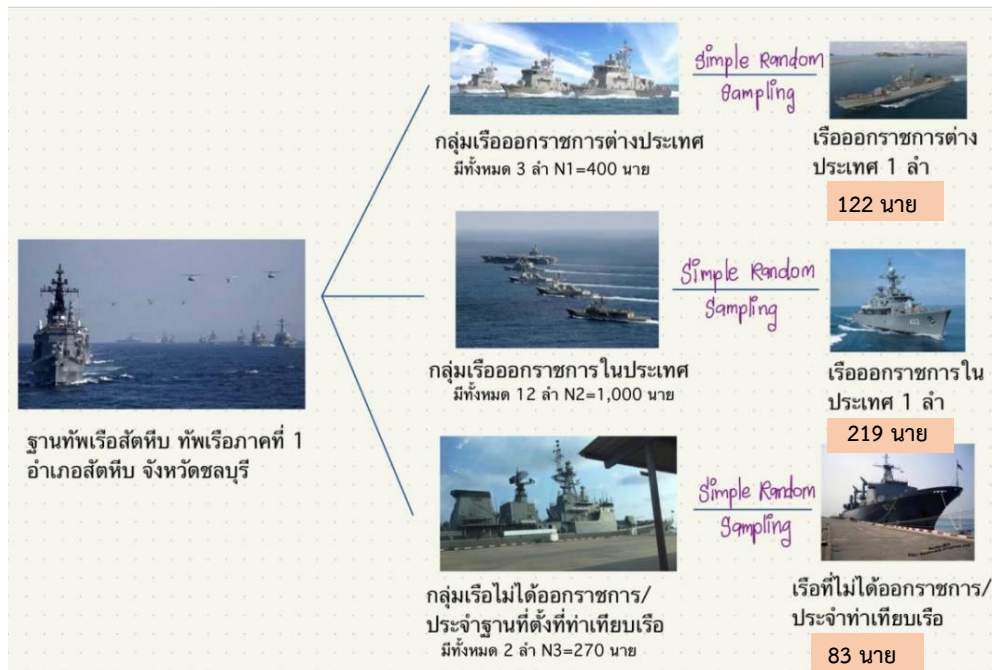 กลุ่มเรือออกราชการต่างประเทศ
มีทั้งหมด 3 ลำ N1=400 นาย
Simple Random
Sampling
เรือออกราชการต่าง
ประเทศ 1 ลำ
122 นาย
ฐานทัพเรือสัตหีบ ทัพเรือภาคที่ 1
อำเภอสัตหีบ จังหวัดชลบุรี
กลุ่มเรือออกราชการในประเทศ
มีทั้งหมด 12 ลำ N2=1,000 นาย
Simple Random
Sampling
เรือออกราชการใน
ประเทศ 1 ลำ
219 นาย
กลุ่มเรือไม่ได้ออกราชการ/
ประจำฐานที่ตั้งที่ท่าเทียบเรือ
มีทั้งหมด 2 ลำ N3=270 นาย
Simple Random
Sampling
เรือที่ไม่ได้ออกราชการ/
ประจำท่าเทียบเรือ
83 นาย